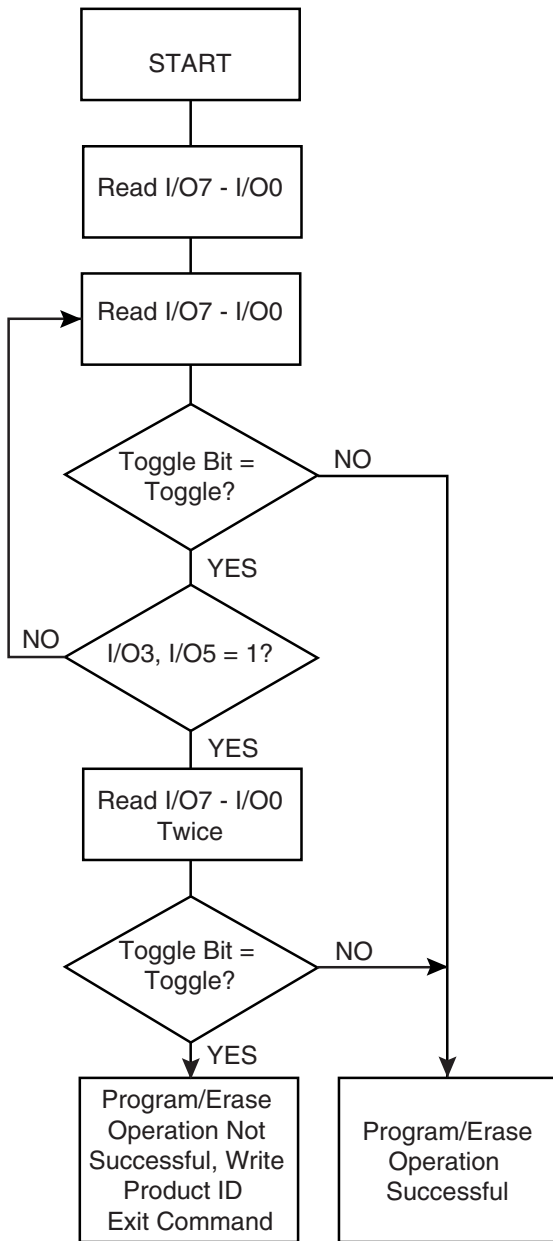 START
Read I/O7 - I/O0
Read I/O7 - I/O0
Toggle Bit =
Toggle?
NO
YES
NO
I/O3, I/O5 = 1?
YES
Read I/O7 - I/O0
Twice
Toggle Bit =
Toggle?
NO
YES
Program/Erase
Operation Not
Successful, Write
Product ID
Exit Command
Program/Erase
Operation
Successful